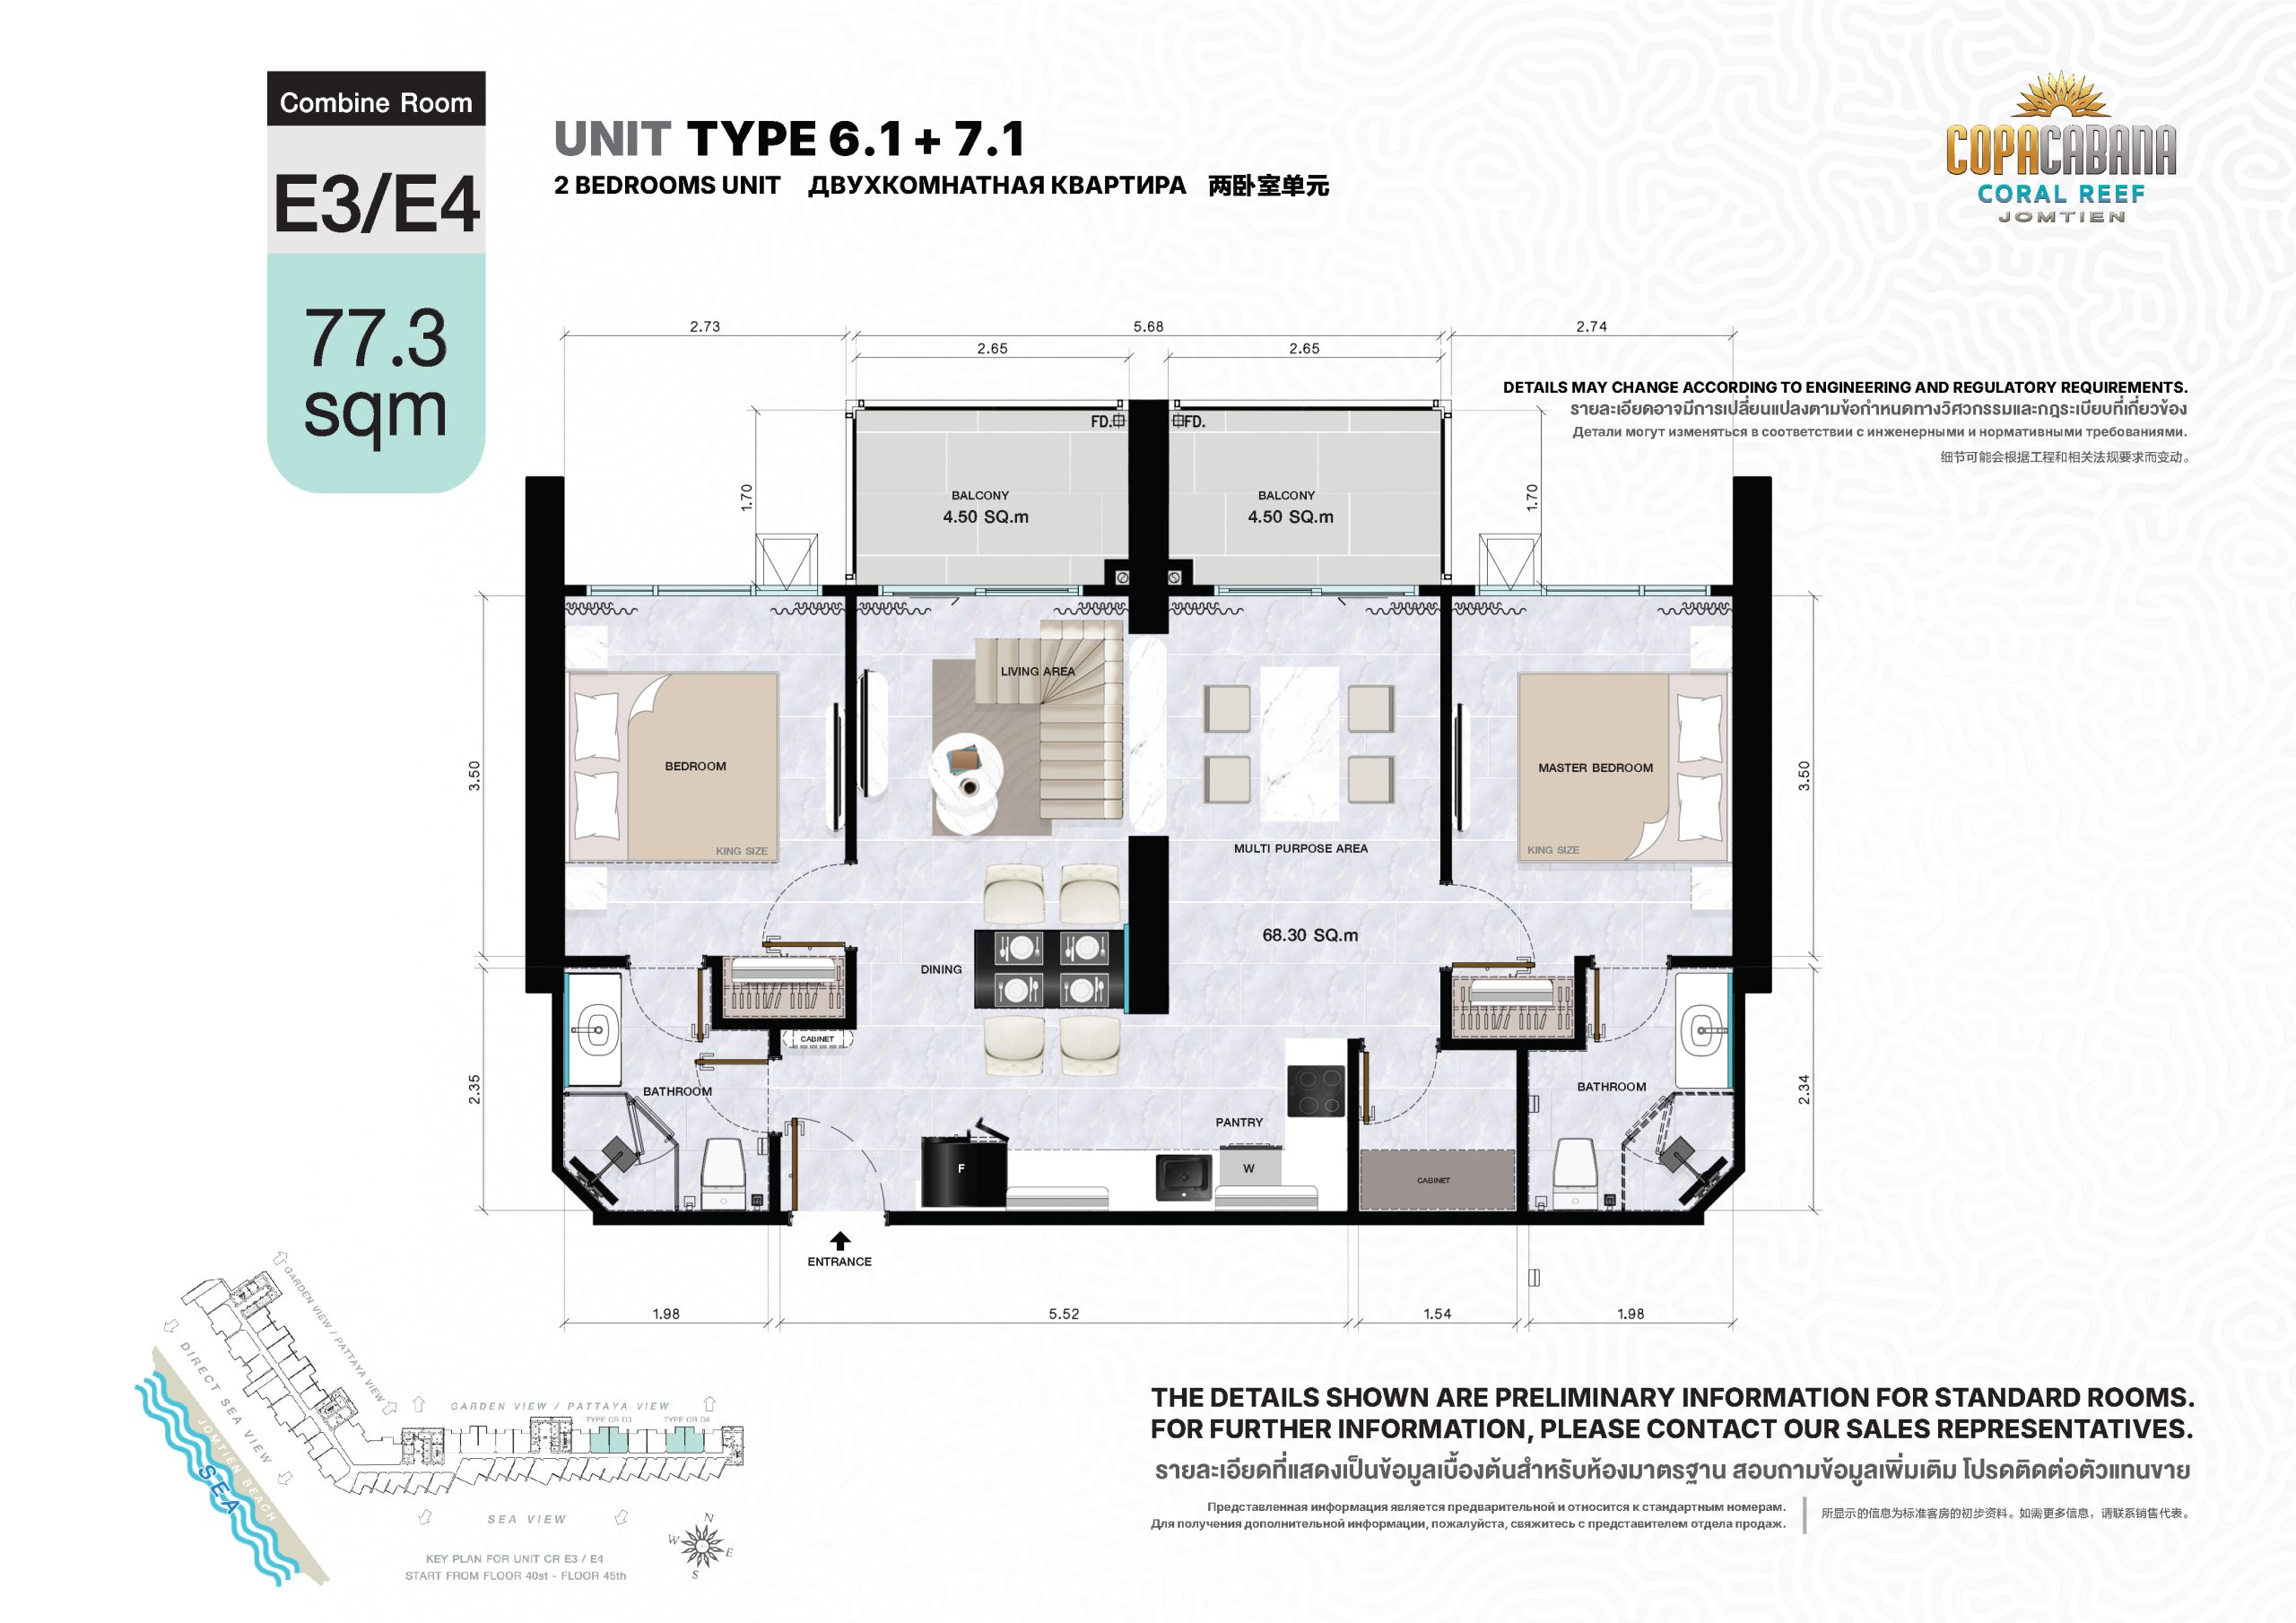 Combine Room
E3/E4
77.3
sqm
UNIT TYPE 6.1 + 7.1
2 BEDROOMS UNIT ДВУХКОМНАТНАЯ КВАРТИРА 两卧室单元
COPACABANA
CORAL REEF
JOMTIEN
2.73
5.68
2.74
2.65
2.65
DETAILS MAY CHANGE ACCORDING TO ENGINEERING AND REGULATORY REQUIREMENTS.
รายละเอียดอาจมีการเปลี่ยนแปลงตามข้อกำหนดทางวิศวกรรมและกฎระเบียบที่เกี่ยวข้อง
Детали могут изменяться в соответствии с инженерными и нормативными требованиями.
细节可能会根据工程和相关法规要求而变动。
FD.
FD.
1.70
BALCONY
4.50 SQ.m
BALCONY
4.50 SQ.m
1.70
LIVING AREA
3.50
BEDROOM
MASTER BEDROOM
3.50
KING SIZE
MULTI PURPOSE AREA
KING SIZE
68.30 SQ.m
DINING
CABINET
2.35
BATHROOM
BATHROOM
2.34
PANTRY
F
W
CABINET
ENTRANCE
1.98
5.52
1.54
1.98
GARDEN VIEW / PATTAYA VIEW
DIRECT SEA VIEW
JOMTIEN BEACH
SEA
GARDEN VIEW / PATTAYA VIEW
TYPE CR D3
TYPE CR D4
SEA VIEW
N
W
E
S
KEY PLAN FOR UNIT CR E3 / E4
START FROM FLOOR 40st - FLOOR 45th
THE DETAILS SHOWN ARE PRELIMINARY INFORMATION FOR STANDARD ROOMS.
FOR FURTHER INFORMATION, PLEASE CONTACT OUR SALES REPRESENTATIVES.
รายละเอียดที่แสดงเป็นข้อมูลเบื้องต้นสำหรับห้องมาตรฐาน สอบถามข้อมูลเพิ่มเติม โปรดติดต่อตัวแทนขาย
Представленная информация является предварительной и относится к стандартным номерам.
Для получения дополнительной информации, пожалуйста, свяжитесь с представителем отдела продаж.
所显示的信息为标准客房的初步资料。如需更多信息，请联系销售代表。